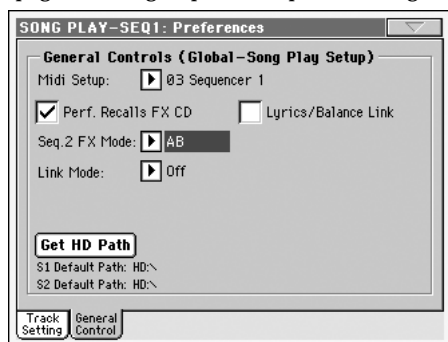 SONG PLAY-SEQ1: Preferences
General Controls (Global-Song Play Setup)
Midi Setup: 03 Sequencer 1
Perf. Recalls FX CD Lyrics/Balance Link
Seq.2 FX Mode: AB
Link Mode: Off
Get HD Path
S1 Default Path: HD:\
S2 Default Path: HD:\
Track Setting General Control